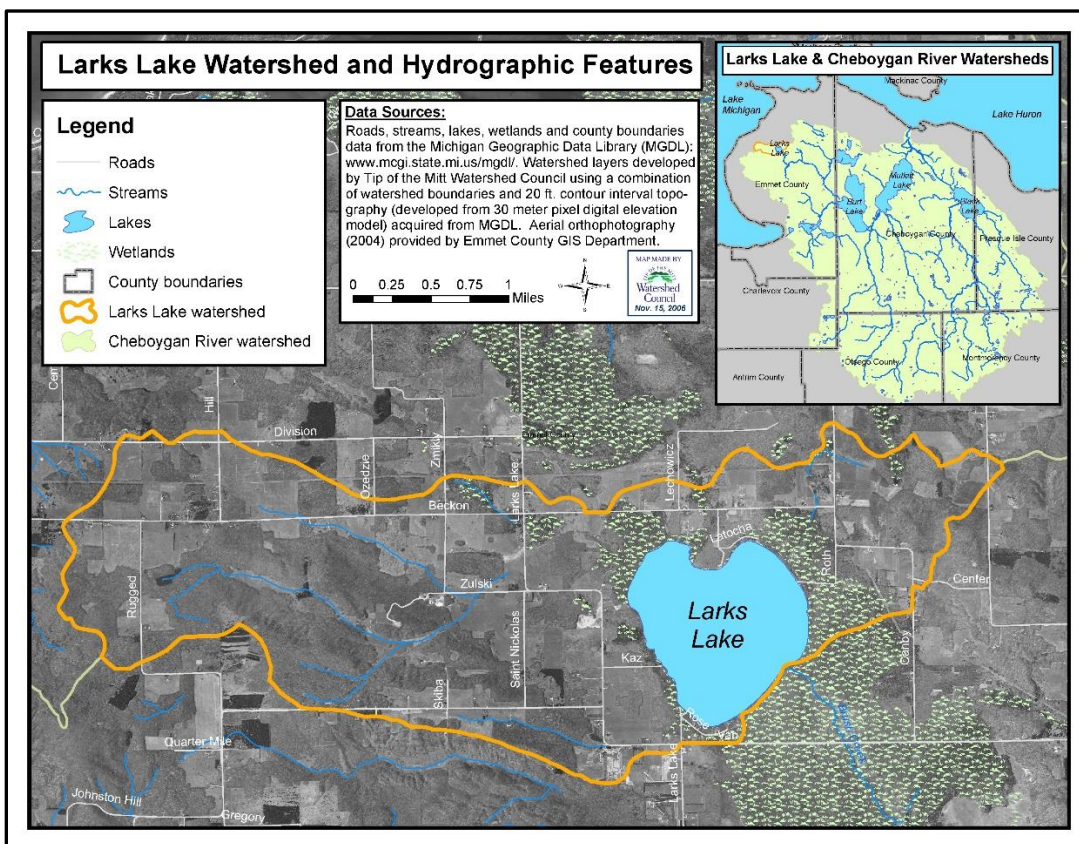 Larks Lake Watershed and Hydrographic Features
Legend
Roads
Streams
Lakes
Wetlands
County boundaries
Larks Lake watershed
Cheboygan River watershed
Data Sources:
Roads, streams, lakes, wetlands and county boundaries
data from the Michigan Geographic Data Library (MGDL):
www.mcgi.state.mi.us/mgdl/. Watershed layers developed
by Tip of the Mitt Watershed Council using a combination
of watershed boundaries and 20 ft. contour interval topo-
graphy (developed from 30 meter pixel digital elevation
model) acquired from MGDL. Aerial orthophotography
(2004) provided by Emmet County GIS Department.
0 0.25 0.5 0.75 1
Miles
N
W E
S
MAP MADE BY
TIP OF THE MITT
Watershed
Council
Nov. 15, 2006
Larks Lake & Cheboygan River Watersheds
Mackinac County
Lake
Michigan
Lake Huron
Larks
Lake
Emmet County
Mullett
Lake
Burt
Lake
Black
Lake
Cheboygan County
Presque Isle County
Charlevoix County
Otsego County
Montmorency County
Antrim County
Hill
Division
Ozedzie
Zmikly
Larks Lake
Lechowicz
Beckon
Latocha
Roth
Center
Canby
Rugged
Zulski
Saint Nickolas
Larks
Lake
Kaz
Skiba
Rose
Van
Quarter Mile
Larks Lake
Johnston Hill
Gregory